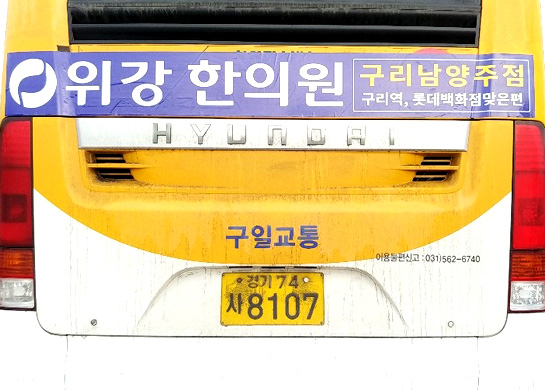 위강 한의원
구리남양주점
구리역, 롯데백화점맞은편
HYUNDAI
구일교통
이용불편신고 : 031)562-6740
경기 74
사8107